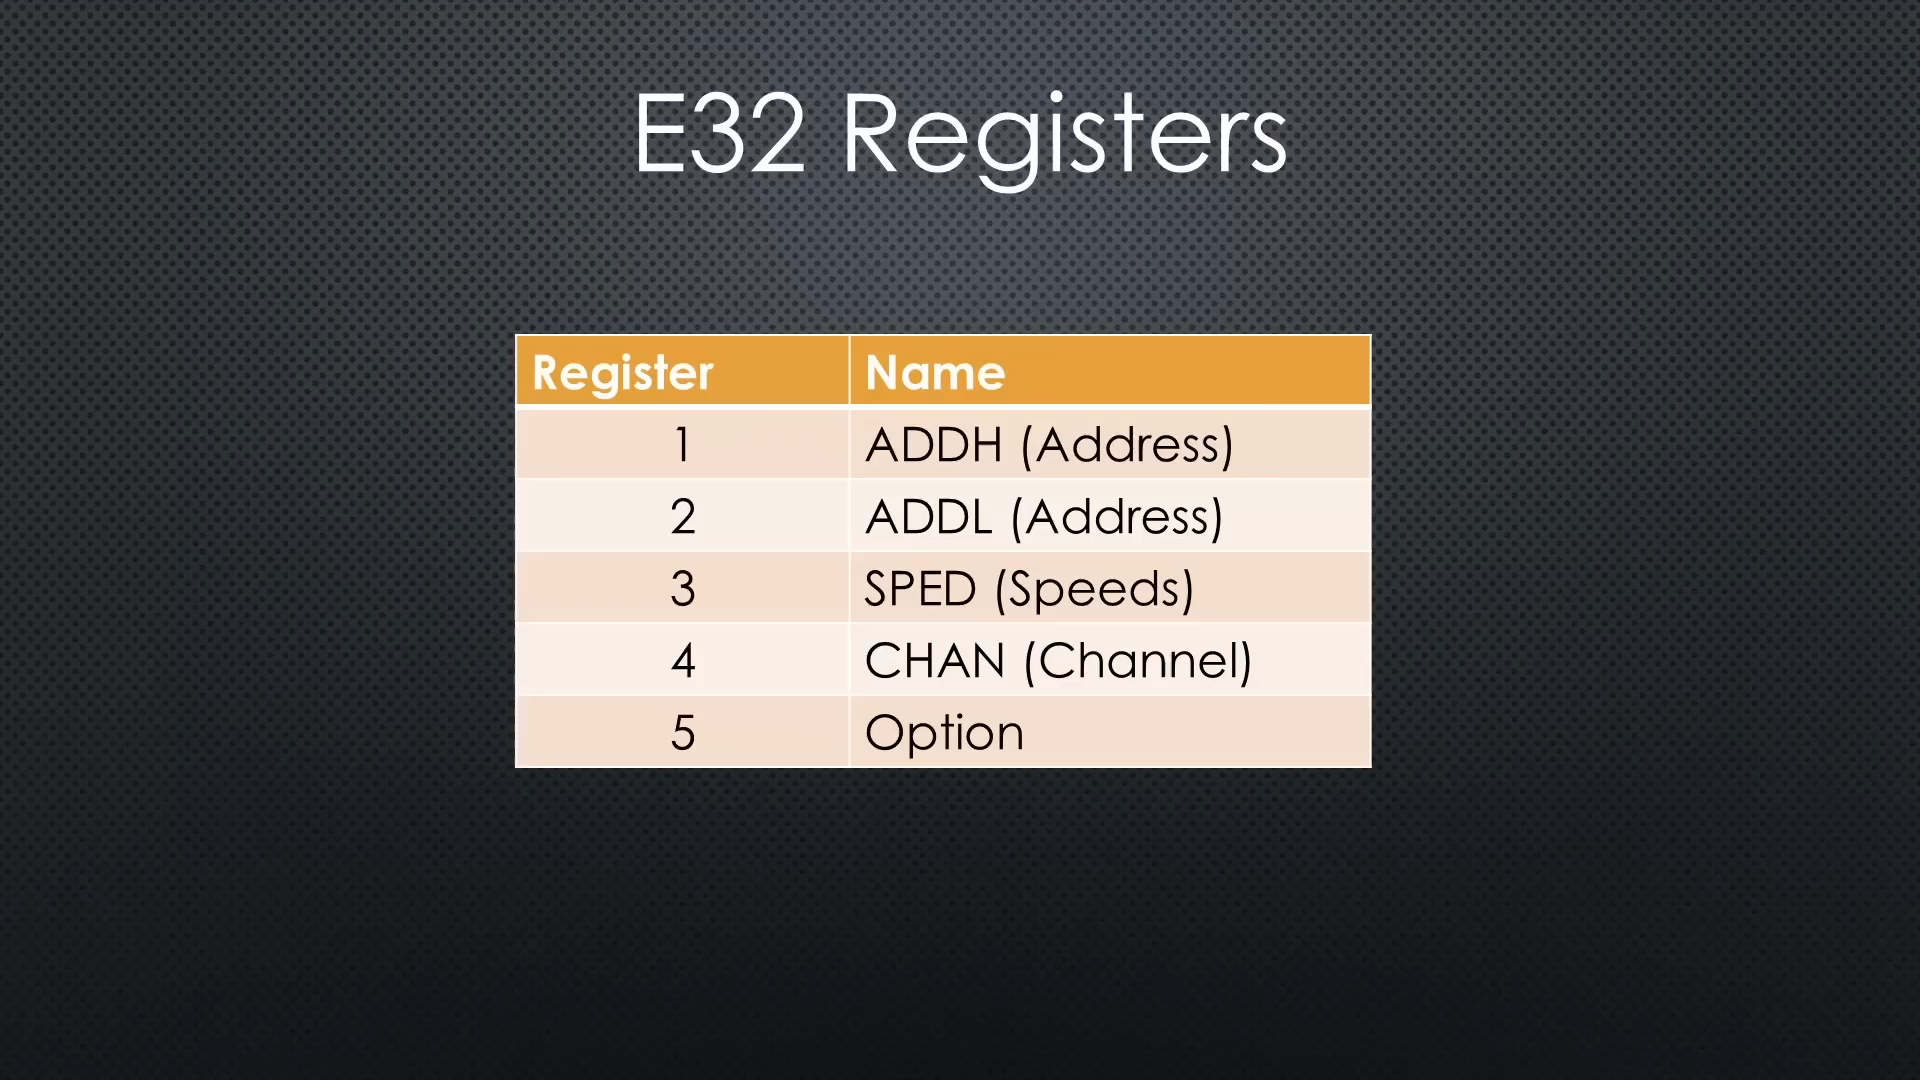 E32 Registers
Register Name
1 ADDH (Address)
2 ADDL (Address)
3 SPED (Speeds)
4 CHAN (Channel)
5 Option